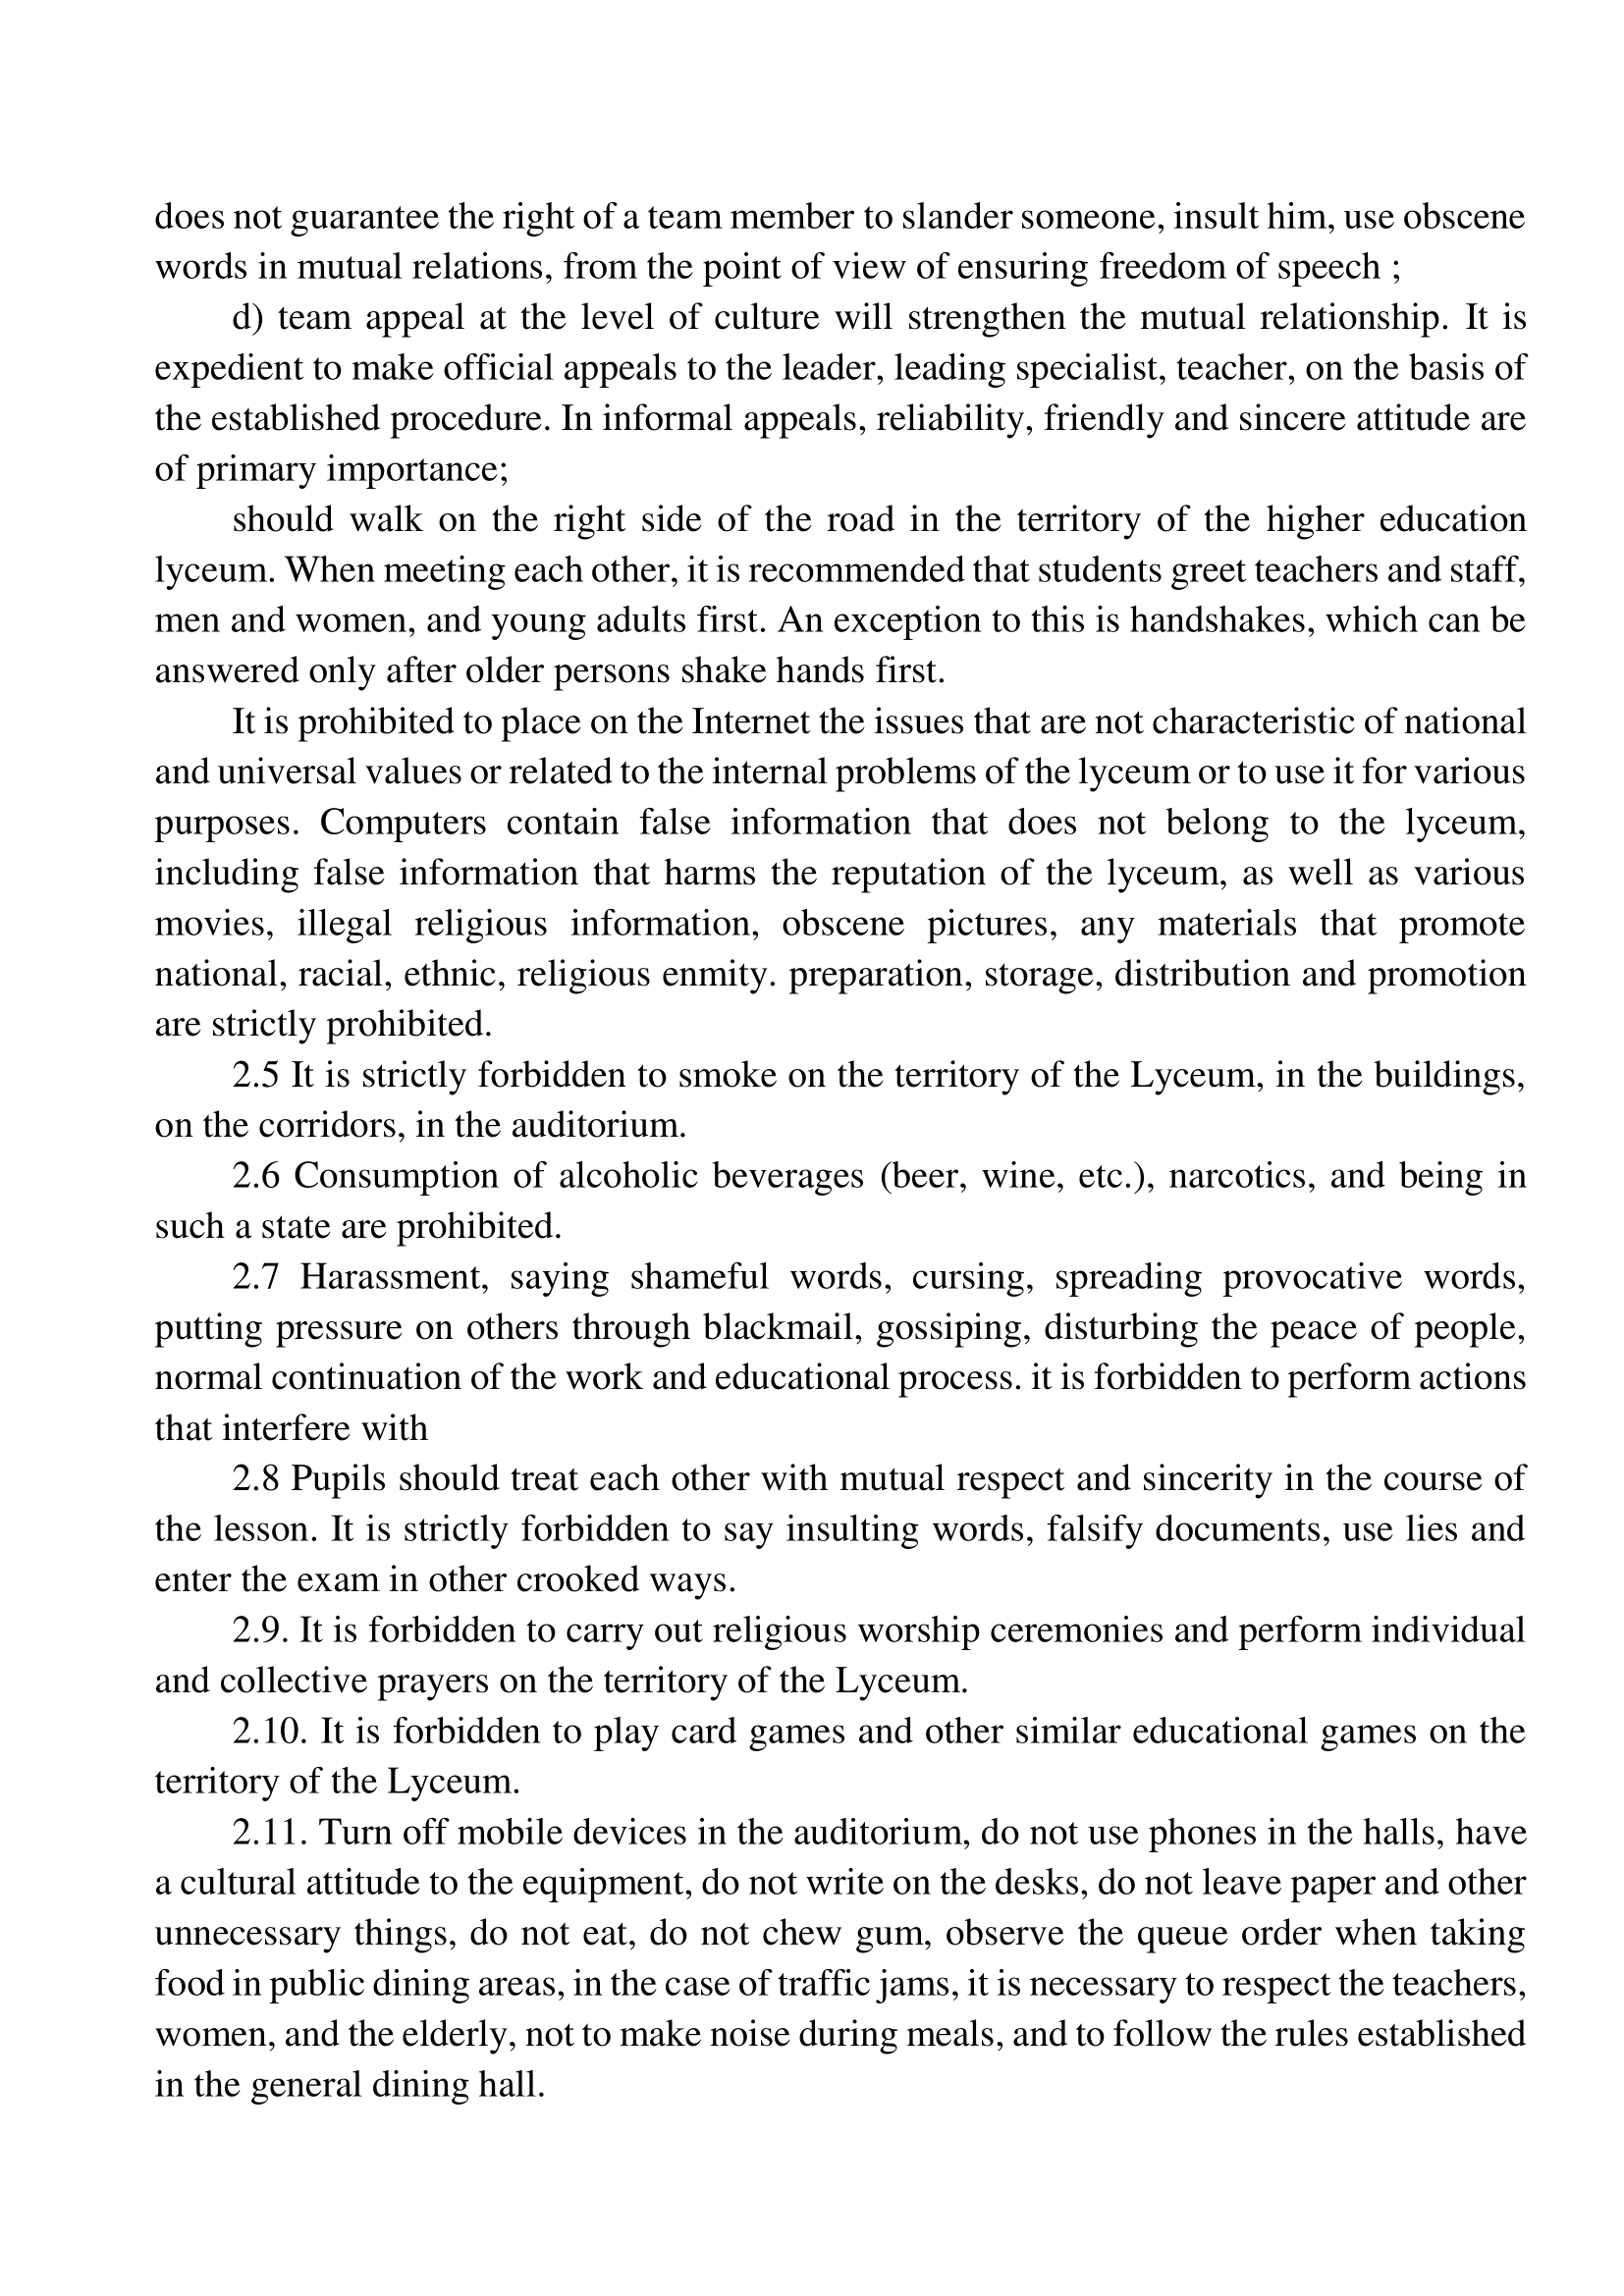 does not guarantee the right of a team member to slander someone, insult him, use obscene
words in mutual relations, from the point of view of ensuring freedom of speech ;
d) team appeal at the level of culture will strengthen the mutual relationship. It is
expedient to make official appeals to the leader, leading specialist, teacher, on the basis of
the established procedure. In informal appeals, reliability, friendly and sincere attitude are
of primary importance;
should walk on the right side of the road in the territory of the higher education
lyceum. When meeting each other, it is recommended that students greet teachers and staff,
men and women, and young adults first. An exception to this is handshakes, which can be
answered only after older persons shake hands first.
It is prohibited to place on the Internet the issues that are not characteristic of national
and universal values or related to the internal problems of the lyceum or to use it for various
purposes. Computers contain false information that does not belong to the lyceum,
including false information that harms the reputation of the lyceum, as well as various
movies, illegal religious information, obscene pictures, any materials that promote
national, racial, ethnic, religious enmity. preparation, storage, distribution and promotion
are strictly prohibited.
2.5 It is strictly forbidden to smoke on the territory of the Lyceum, in the buildings,
on the corridors, in the auditorium.
2.6 Consumption of alcoholic beverages (beer, wine, etc.), narcotics, and being in
such a state are prohibited.
2.7 Harassment, saying shameful words, cursing, spreading provocative words,
putting pressure on others through blackmail, gossiping, disturbing the peace of people,
normal continuation of the work and educational process. it is forbidden to perform actions
that interfere with
2.8 Pupils should treat each other with mutual respect and sincerity in the course of
the lesson. It is strictly forbidden to say insulting words, falsify documents, use lies and
enter the exam in other crooked ways.
2.9. It is forbidden to carry out religious worship ceremonies and perform individual
and collective prayers on the territory of the Lyceum.
2.10. It is forbidden to play card games and other similar educational games on the
territory of the Lyceum.
2.11. Turn off mobile devices in the auditorium, do not use phones in the halls, have
a cultural attitude to the equipment, do not write on the desks, do not leave paper and other
unnecessary things, do not eat, do not chew gum, observe the queue order when taking
food in public dining areas, in the case of traffic jams, it is necessary to respect the teachers,
women, and the elderly, not to make noise during meals, and to follow the rules established
in the general dining hall.